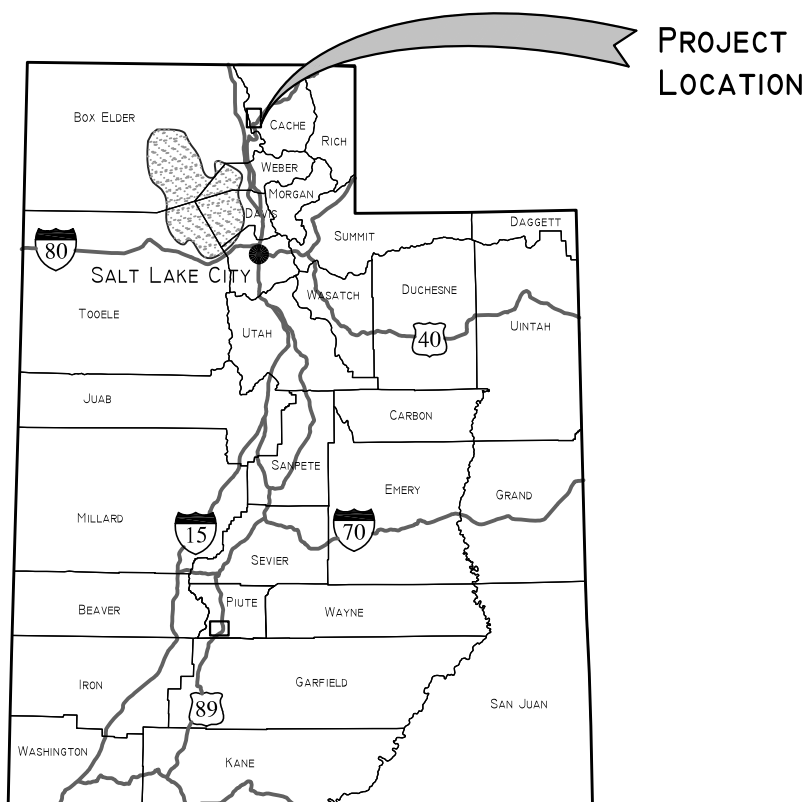 PROJECT
LOCATION
BOX ELDER
CACHE
RICH
WEBER
MORGAN
DAVIS
DAGGETT
SUMMIT
80
SALT LAKE CITY
WASATCH
DUCHESNE
TOOELE
UINTAH
UTAH
40
JUAB
CARBON
SANPETE
EMERY
GRAND
MILLARD
15
70
SEVIER
PIUTE
BEAVER
WAYNE
IRON
GARFIELD
SAN JUAN
89
WASHINGTON
KANE